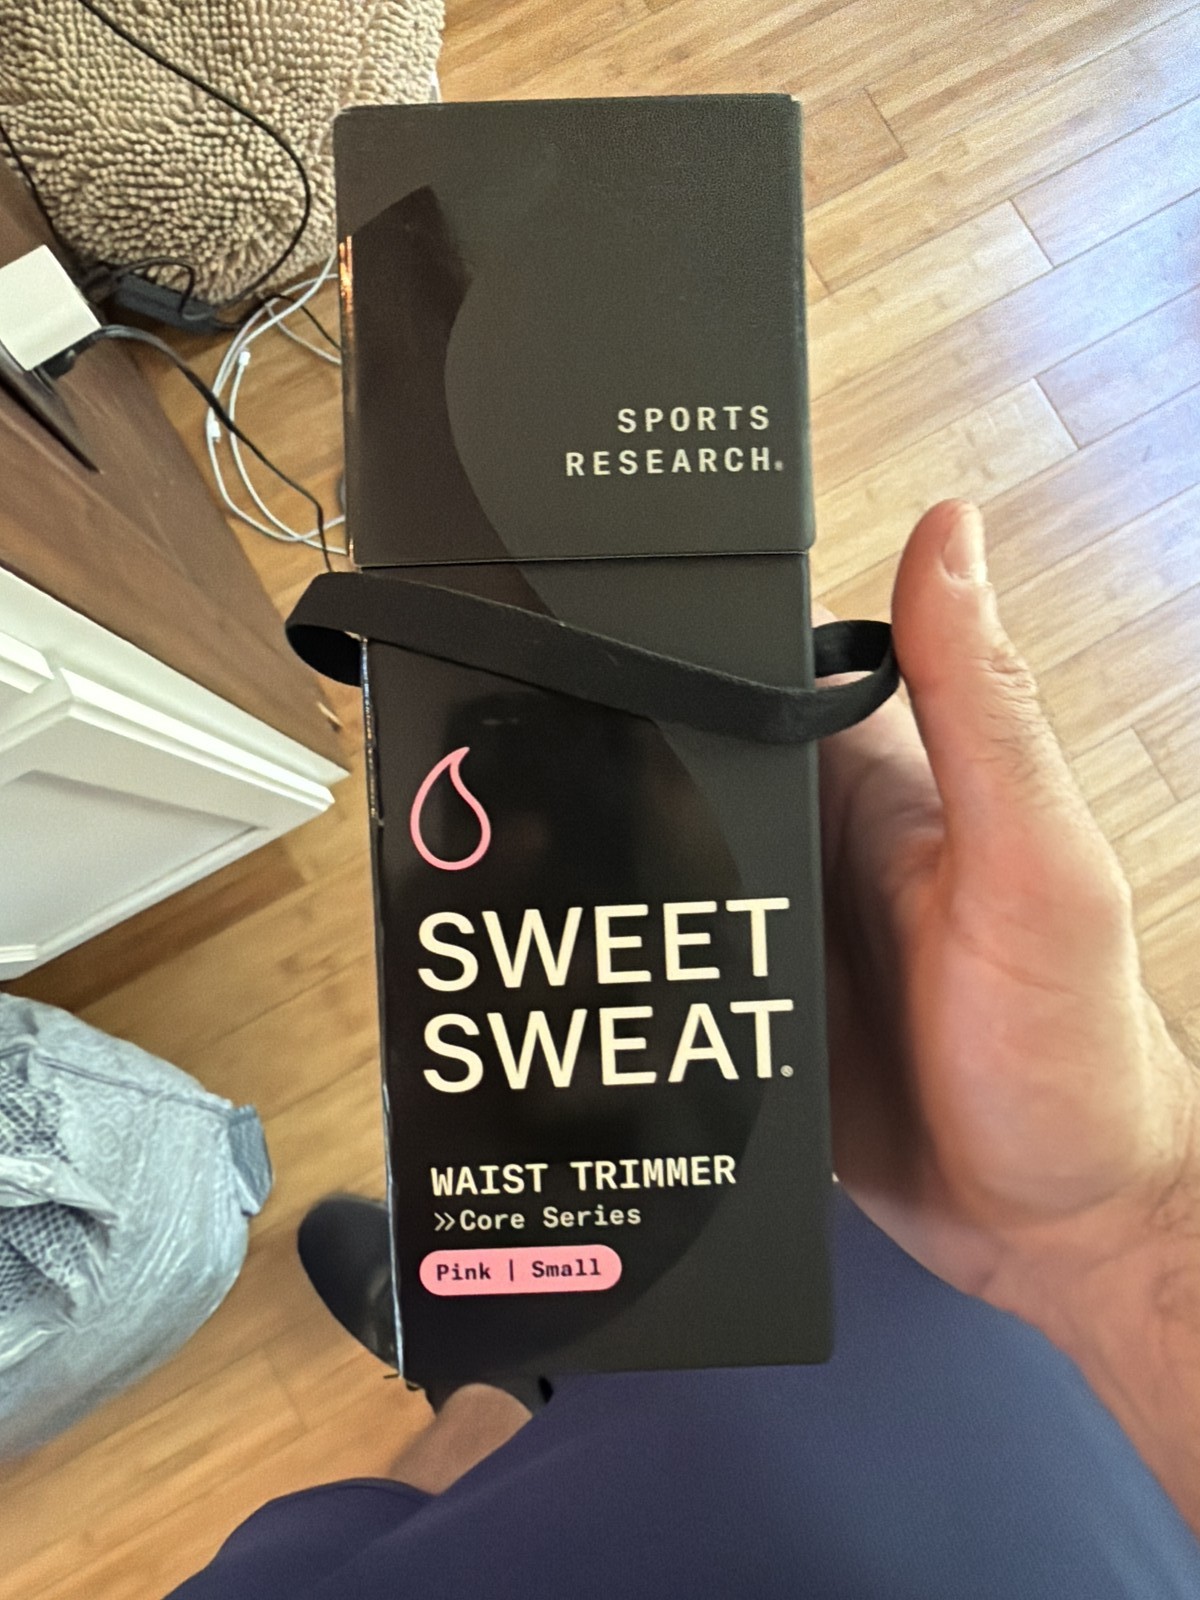 SPORTS
RESEARCH®
SWEET
SWEAT®
WAIST TRIMMER
»Core Series
Pink | Small